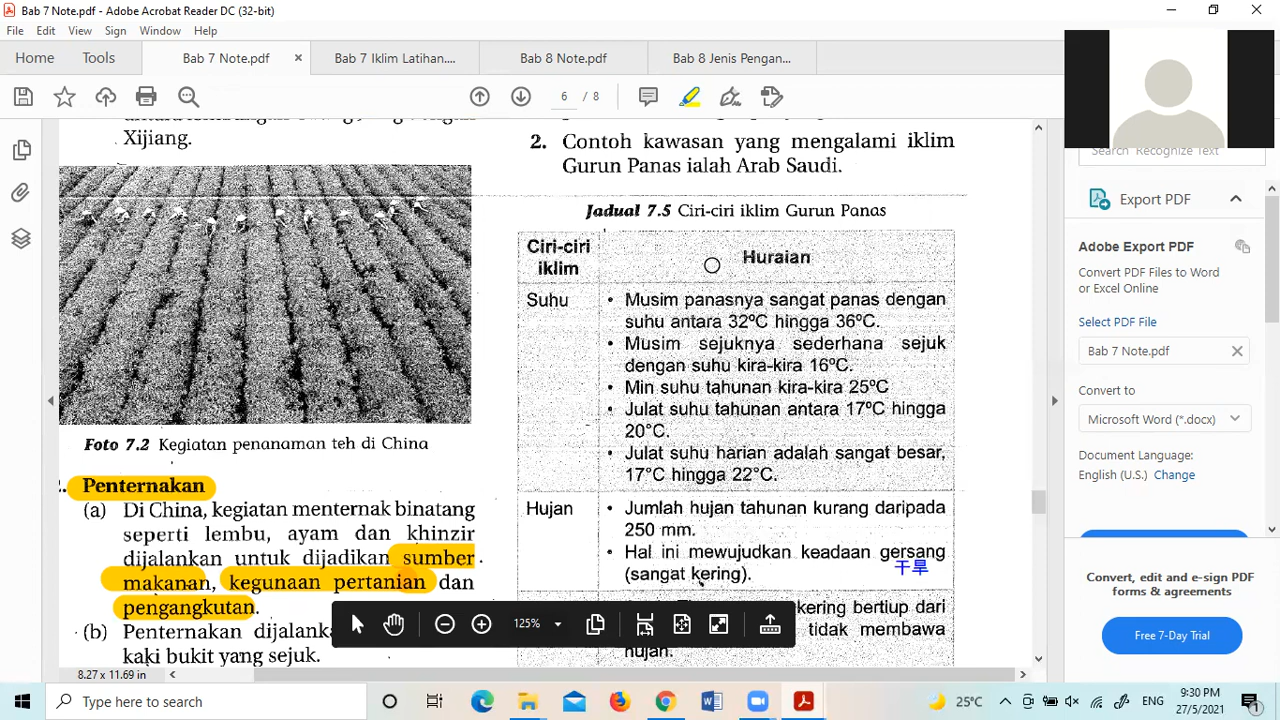 Bab 7 Note.pdf - Adobe Acrobat Reader DC (32-bit)
File Edit View Sign Window Help
Home Tools Bab 7 Note.pdf Bab 7 Iklim Latihan.... Bab 8 Note.pdf Bab 8 Jenis Pengan...
6 / 8
Xijiang.
Foto 7.2 Kegiatan penanaman teh di China
Penternakan
(a) Di China, kegiatan menternak binatang
seperti lembu, ayam dan khinzir
dijalankan untuk dijadikan sumber
makanan, kegunaan pertanian dan
pengangkutan.
(b) Penternakan dijalanka
kaki bukit yang sejuk.
2. Contoh kawasan yang mengalami iklim
Gurun Panas ialah Arab Saudi.
Jadual 7.5 Ciri-ciri iklim Gurun Panas
Ciri-ciri
iklim
Huraian
Suhu
• Musim panasnya sangat panas dengan
suhu antara 32ºC hingga 36ºC.
• Musim sejuknya sederhana sejuk
dengan suhu kira-kira 16ºC.
• Min suhu tahunan kira-kira 25ºC
• Julat suhu tahunan antara 17ºC hingga
20°C.
• Julat suhu harian adalah sangat besar,
17°C hingga 22°C.
Hujan
• Jumlah hujan tahunan kurang daripada
250 mm.
• Hal ini mewujudkan keadaan gersang
(sangat kering).
干旱
kering bertiup dari
tidak membawa
hujan.
125%
8.27 x 11.69 in
Search 'Recognize Text'
Export PDF
Adobe Export PDF
Convert PDF Files to Word
or Excel Online
Select PDF File
Bab 7 Note.pdf
Convert to
Microsoft Word (*.docx)
Document Language:
English (U.S.) Change
Convert, edit and e-sign PDF
forms & agreements
Free 7-Day Trial
Type here to search
25°C
ENG
9:30 PM
27/5/2021
1